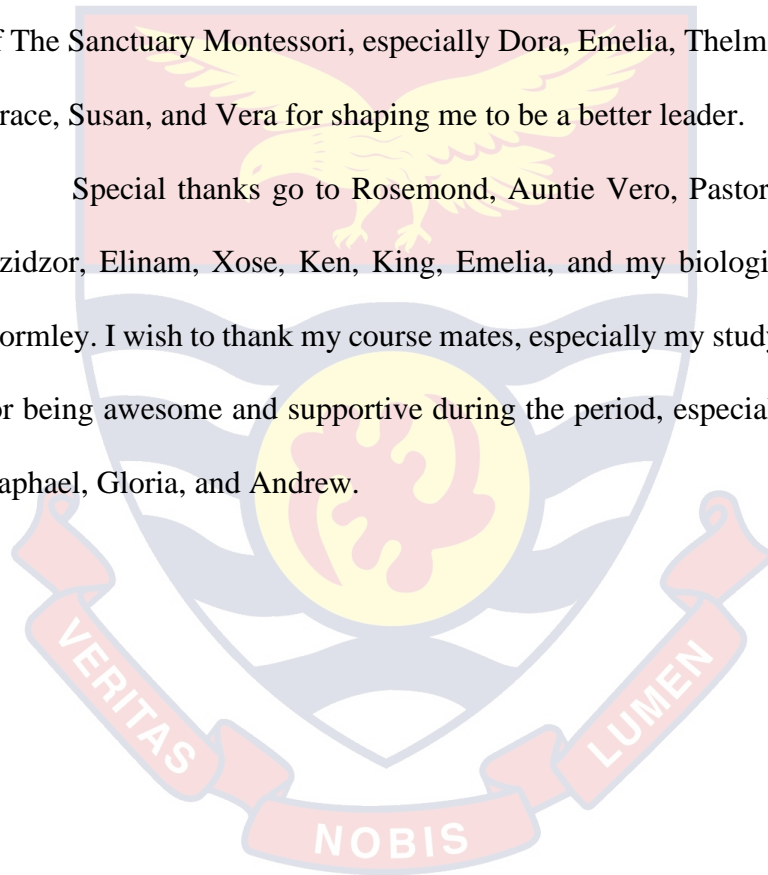 f The Sanctuary Montessori, especially Dora, Emelia, Thelm
race, Susan, and Vera for shaping me to be a better leader.
Special thanks go to Rosemond, Auntie Vero, Pastor
zidzor, Elinam, Xose, Ken, King, Emelia, and my biologi
ormley. I wish to thank my course mates, especially my study
or being awesome and supportive during the period, especial
aphael, Gloria, and Andrew.
VERITAS
NOBIS
LUMEN